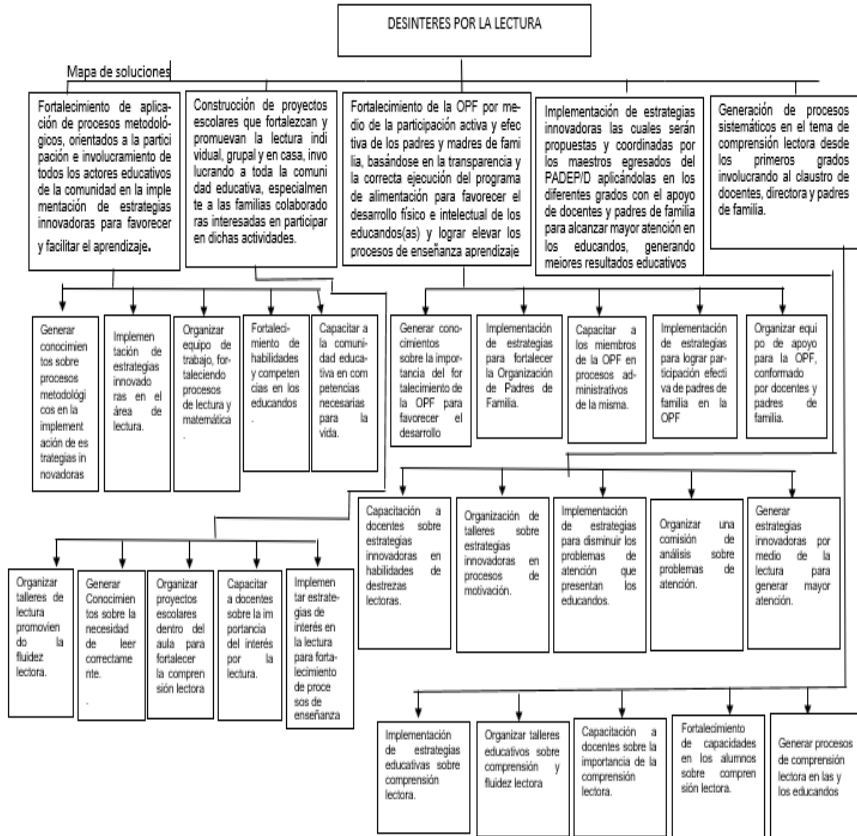 DESINTERES POR LA LECTURA
Mapa de soluciones
Fortalecimiento de aplica-
ción de procesos metodoló-
gicos, orientados a la partici
pación e involucramiento de
todos los actores educativos
de la comunidad en la imple
mentación de estrategias
innovadoras para favorecer
y facilitar el aprendizaje.
Construcción de proyectos
escolares que fortalezcan y
promuevan la lectura indi
vidual, grupal y en casa, invo
lucrando a toda la comuni
dad educativa, especialmen
te a las familias colaborado
ras interesadas en participar
en dichas actividades.
Fortalecimiento de la OPF por me
dio de la participación activa y efec
tiva de los padres y madres de fami
lia, basándose en la transparencia y
la correcta ejecución del programa
de alimentación para favorecer el
desarrollo físico e intelectual de los
educandos(as) y lograr elevar los
procesos de enseñanza aprendizaje
Implementación de estrategias
innovadoras las cuales serán
propuestas y coordinadas por
los maestros egresados del
PADEP/D aplicándolas en los
diferentes grados con el apoyo
de docentes y padres de familia
para alcanzar mayor atención en
los educandos, generando
mejores resultados educativos
Generación de procesos
sistemáticos en el tema de
comprensión lectora desde
los primeros grados
involucrando al claustro de
docentes, directora y padres
de familia.
Generar
conocimien
tos sobre
procesos
metodológi
cos en la
implement
ación de es
trategias in
novadoras
Implemen
tación de
estrategias
innovado
ras en el
área de
lectura.
Organizar
equipo de
trabajo, for-
taleciendo
procesos
de lectura y
matemática
.
Fortaleci-
miento de
habilidades
y competen
cias en los
educandos
.
Capacitar a
la comuni-
dad educa-
tiva en com
petencias
necesarias
para la
vida.
Generar cono-
cimientos
sobre la impor-
tancia del for
talecimiento de
la OPF para
favorecer el
desarrollo
Implementación
de estrategias
para fortalecer
la Organización
de Padres de
Familia.
Capacitar a
los miembros
de la OPF en
procesos ad-
ministrativos
de la misma.
Implementación
de estrategias
para lograr par-
ticipación efecti
va de padres de
familia en la
OPF
Organizar equi
po de apoyo
para la OPF,
conformado
por docentes y
padres de
familia.
Capacitación a
docentes sobre
estrategias
innovadoras en
habilidades de
destrezas
lectoras.
Organización de
talleres sobre
estrategias
innovadoras en
procesos de
motivación.
Implementación
de estrategias
para disminuir los
problemas de
atención que
presentan los
educandos.
Organizar una
comisión de
análisis sobre
problemas de
atención.
Generar
estrategias
innovadoras por
medio de la
lectura para
generar mayor
atención.
Organizar
talleres de
lectura
promovien
do la
fluidez
lectora.
Generar
Conocimien
tos sobre la
necesidad
de leer
correctame
nte.
.
Organizar
proyectos
escolares
dentro del
aula para
fortalecer
la compren
sión lectora
Capacitar
a docentes
sobre la im
portancia
del interés
por la
lectura.
Implemen
tar estrate-
gias de
interés en
la lectura
para forta-
lecimiento
de proce
sos de
enseñanza
Implementación
de estrategias
educativas sobre
comprensión
lectora.
Organizar talleres
educativos sobre
comprensión y
fluidez lectora
Capacitación a
docentes sobre la
importancia de la
comprensión
lectora.
Fortalecimiento
de capacidades
en los alumnos
sobre compren
sión lectora.
Generar procesos
de comprensión
lectora en las y
los educandos